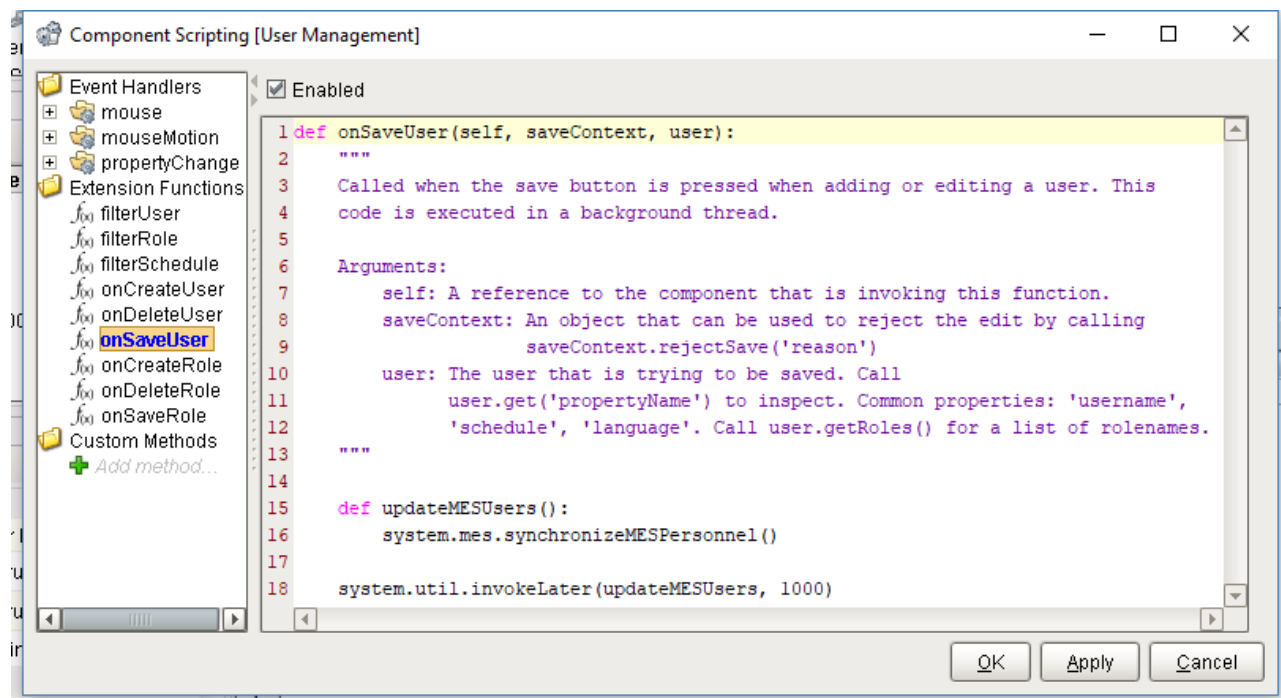 Component Scripting [User Management]
Event Handlers
mouse
mouseMotion
propertyChange
Extension Functions
f(x) filterUser
f(x) filterRole
f(x) filterSchedule
f(x) onCreateUser
f(x) onDeleteUser
f(x) onSaveUser
f(x) onCreateRole
f(x) onDeleteRole
f(x) onSaveRole
Custom Methods
Add method...
Enabled
1 def onSaveUser(self, saveContext, user):
2 """
3 Called when the save button is pressed when adding or editing a user. This
4 code is executed in a background thread.
5
6 Arguments:
7 self: A reference to the component that is invoking this function.
8 saveContext: An object that can be used to reject the edit by calling
9 saveContext.rejectSave('reason')
10 user: The user that is trying to be saved. Call
11 user.get('propertyName') to inspect. Common properties: 'username',
12 'schedule', 'language'. Call user.getRoles() for a list of rolenames.
13 """
14
15 def updateMESUsers():
16 system.mes.synchronizeMESPersonnel()
17
18 system.util.invokeLater(updateMESUsers, 1000)
OK Apply Cancel